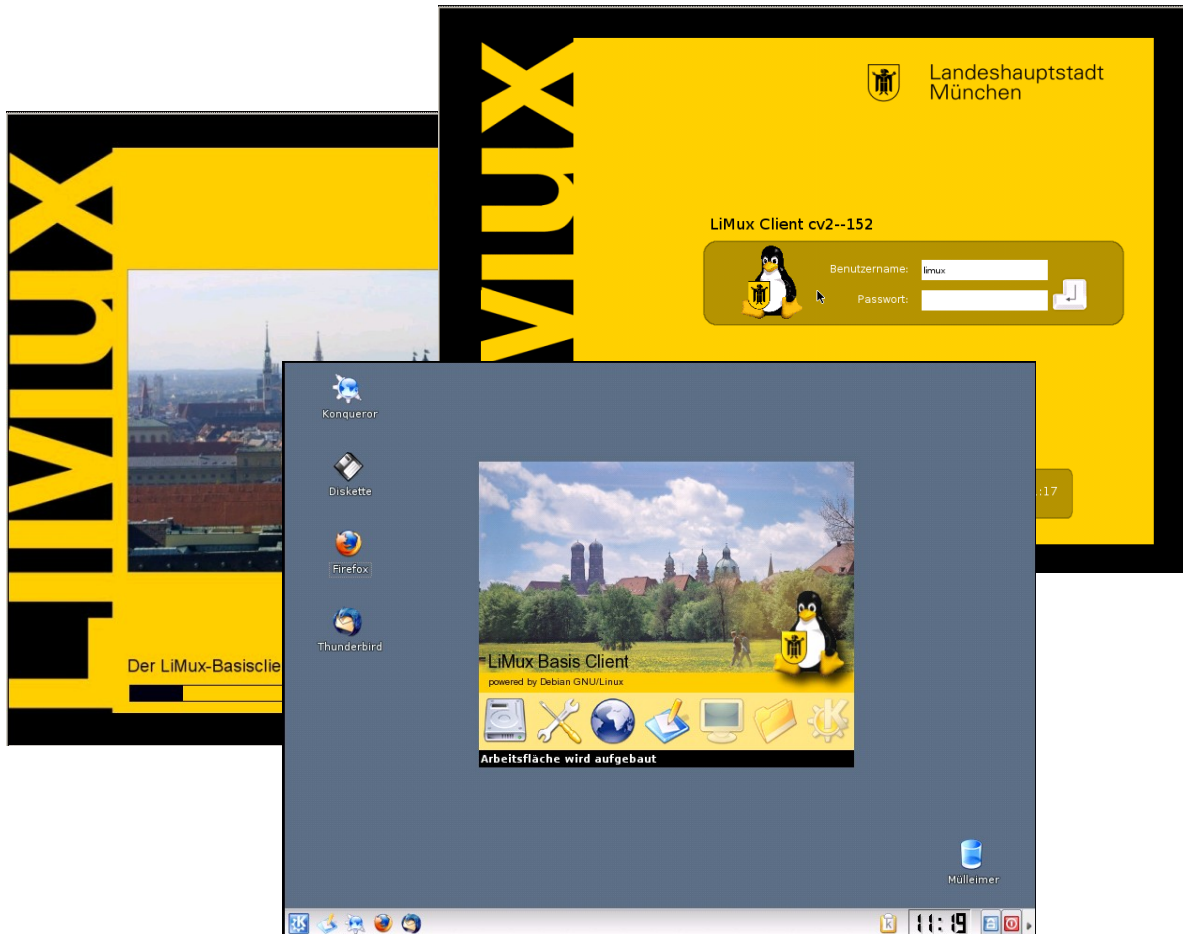 LiMux
Der LiMux-Basisclie
LiMux
Landeshauptstadt
München
LiMux Client cv2--152
Benutzername:
limux
Passwort:
:17
Konqueror
Diskette
Firefox
Thunderbird
LiMux Basis Client
powered by Debian GNU/Linux
Arbeitsfläche wird aufgebaut
Mülleimer
11:19